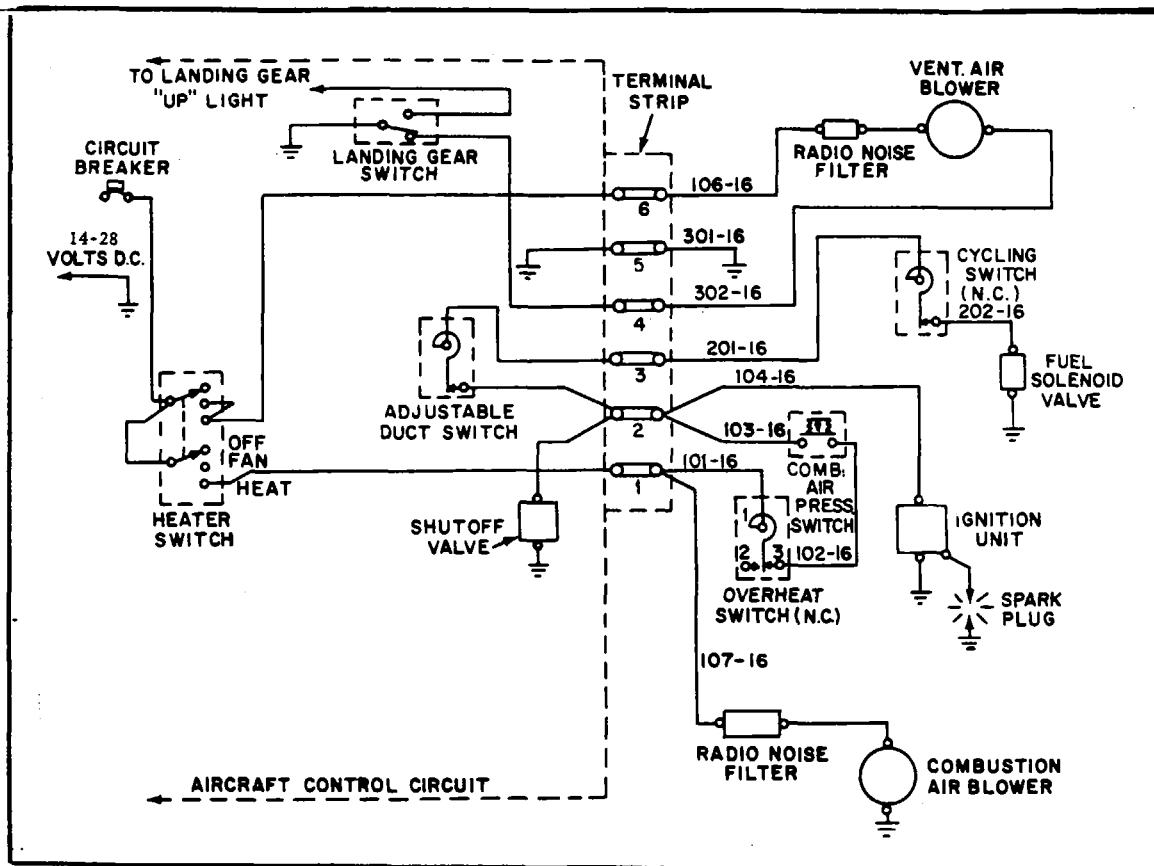 TO LANDING GEAR
"UP" LIGHT
TERMINAL
STRIP
VENT. AIR
BLOWER
CIRCUIT
BREAKER
LANDING GEAR
SWITCH
RADIO NOISE
FILTER
6
106-16
14-28
VOLTS D.C.
5
301-16
CYCLING
SWITCH
(N.C.)
202-16
4
302-16
3
201-16
FUEL
SOLENOID
VALVE
ADJUSTABLE
DUCT SWITCH
2
104-16
103-16
COMB.
AIR
PRESS
SWITCH
OFF
FAN
HEAT
HEATER
SWITCH
1
101-16
SHUTOFF
VALVE
1
2
3
102-16
OVERHEAT
SWITCH (N.C.)
IGNITION
UNIT
SPARK
PLUG
107-16
RADIO NOISE
FILTER
COMBUSTION
AIR BLOWER
AIRCRAFT CONTROL CIRCUIT